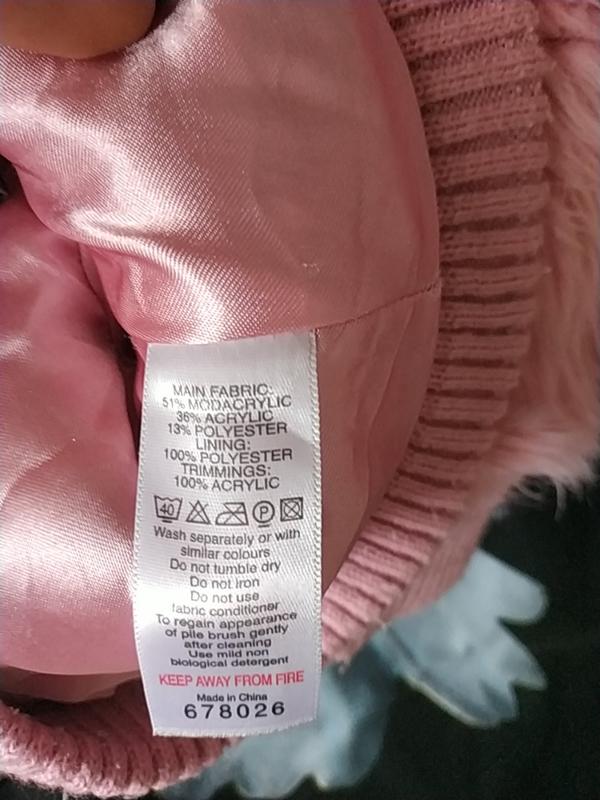 MAIN FABRIC:
51% MODACRYLIC
36% ACRYLIC
13% POLYESTER
LINING:
100% POLYESTER
TRIMMINGS:
100% ACRYLIC
40 P
Wash separately or with
similar colours
Do not tumble dry
Do not iron
Do not use
fabric conditioner
To regain appearance
of pile brush gently
after cleaning
Use mild non
biological detergent
KEEP AWAY FROM FIRE
Made in China
678026